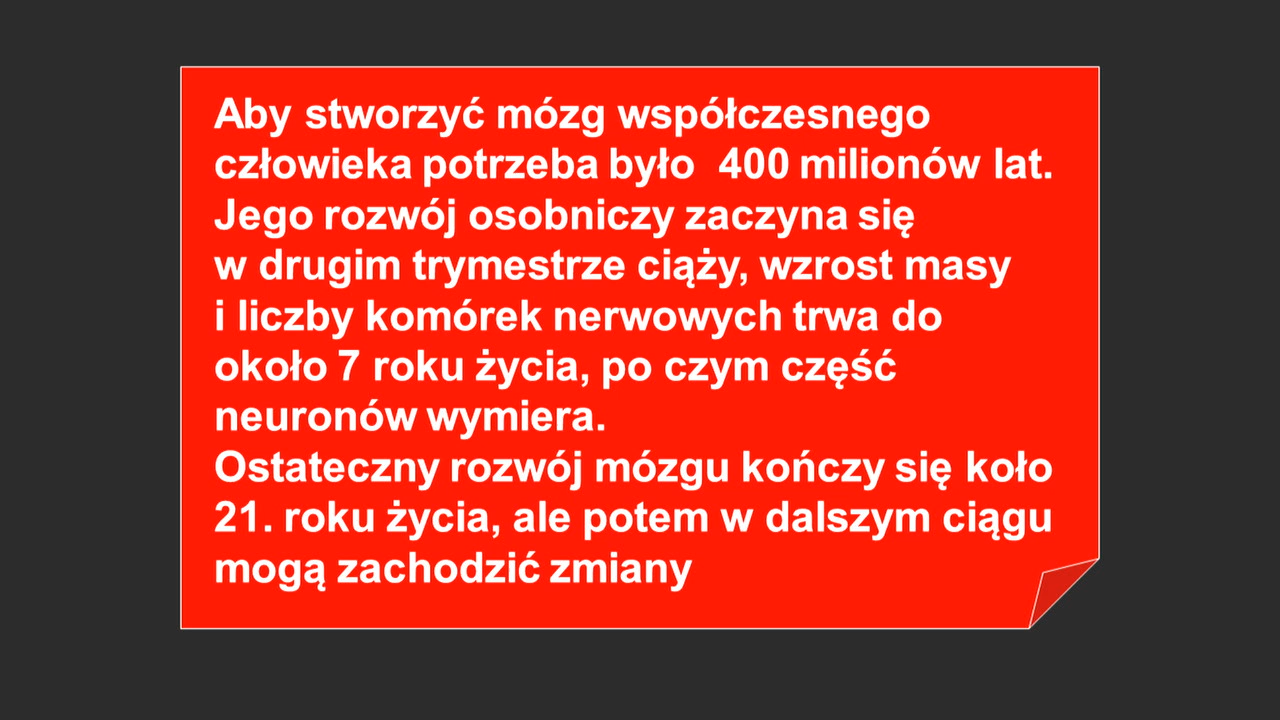 Aby stworzyć mózg współczesnego
człowieka potrzeba było  400 milionów lat.
Jego rozwój osobniczy zaczyna się
w drugim trymestrze ciąży, wzrost masy
i liczby komórek nerwowych trwa do
około 7 roku życia, po czym część
neuronów wymiera.
Ostateczny rozwój mózgu kończy się koło
21. roku życia, ale potem w dalszym ciągu
mogą zachodzić zmiany